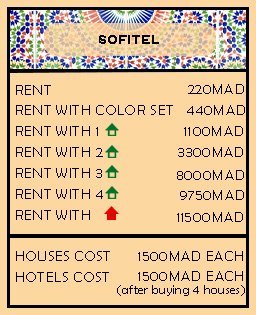 SOFITEL
RENT 220MAD
RENT WITH COLOR SET 440MAD
RENT WITH 1 1100MAD
RENT WITH 2 3300MAD
RENT WITH 3 8000MAD
RENT WITH 4 9750MAD
RENT WITH 11500MAD
HOUSES COST 1500MAD EACH
HOTELS COST 1500MAD EACH
(after buying 4 houses)